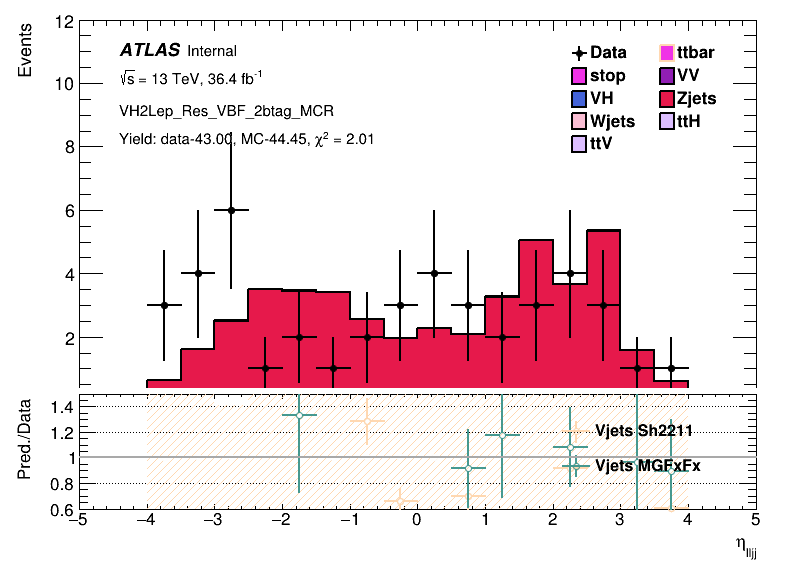 Events
12
10
8
6
4
2
ATLAS Internal
√s = 13 TeV, 36.4 fb⁻¹
VH2Lep_Res_VBF_2btag_MCR
Yield: data-43.00, MC-44.45, χ² = 2.01
Data
ttbar
stop
VV
VH
Zjets
Wjets
ttH
ttV
Pred./Data
1.4
1.2
1
0.8
0.6
Vjets Sh2211
Vjets MGFxFx
−5 −4 −3 −2 −1 0 1 2 3 4 5
η lljj